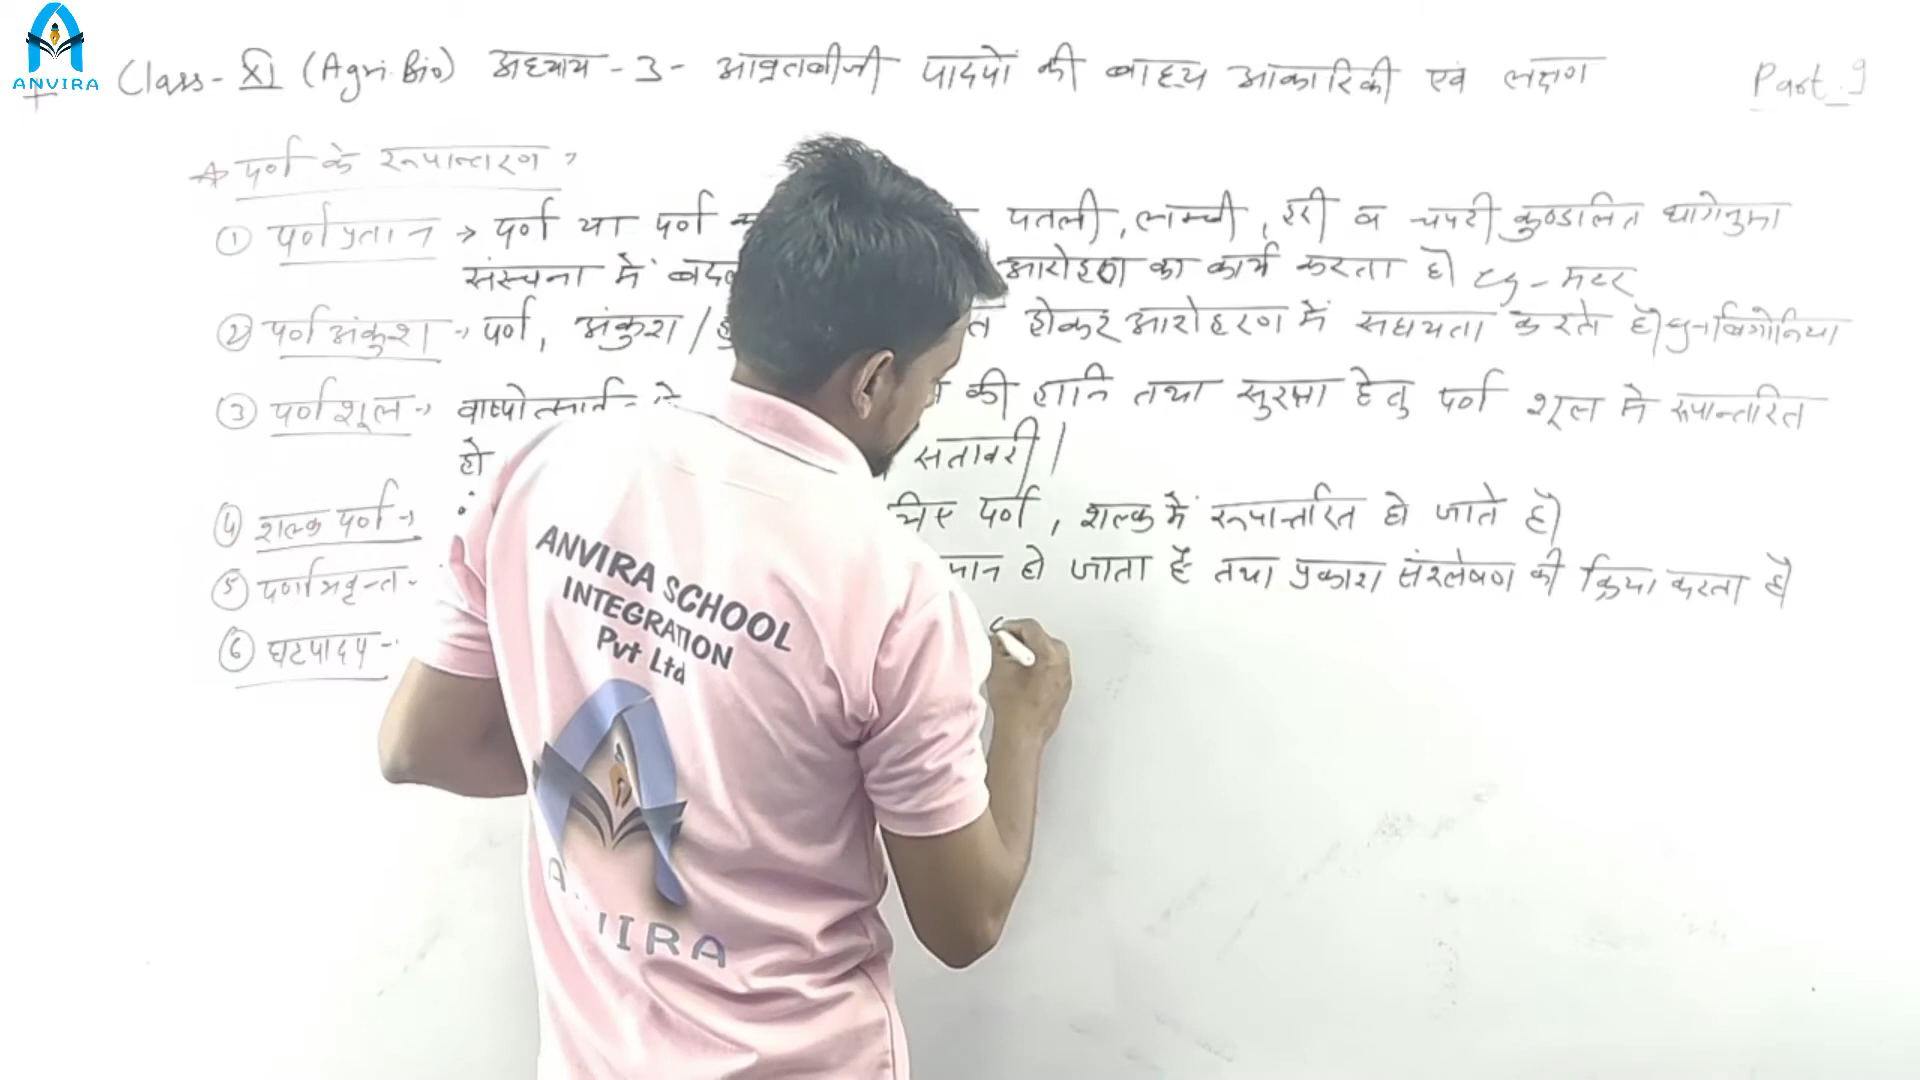 ANVIRA
Class - XI (Agri. Bio) अध्याय - 3 - आवृतबीजी पादपों की बाह्य आकारिकी एवं लक्षण Part - 9
पर्ण के रूपान्तरण
① पर्णप्रतान → पर्ण या पर्ण पतली, लम्बी, हरी व चपटी कुण्डलित धागेनुमा
संरचना में आरोहण का कार्य करता है eg - मटर
② पर्ण अंकुश → पर्ण, अंकुश / होकर आरोहरण में सहायता करते है। eg - बिगोनिया
③ पर्णशूल → वाष्पोत्सर्जन की हानि तथा सुरक्षा हेतु पर्ण शूल मे रूपान्तरित
हो सतावरी।
④ शल्क पर्ण → पर्ण, शल्क में रूपान्तरित हो जाते है।
⑤ पर्णाभवृन्त - हो जाता है तथा प्रकाश संश्लेषण की क्रिया करता है।
⑥ घटपादप -
ANVIRA SCHOOL
INTEGRATION
Pvt Ltd